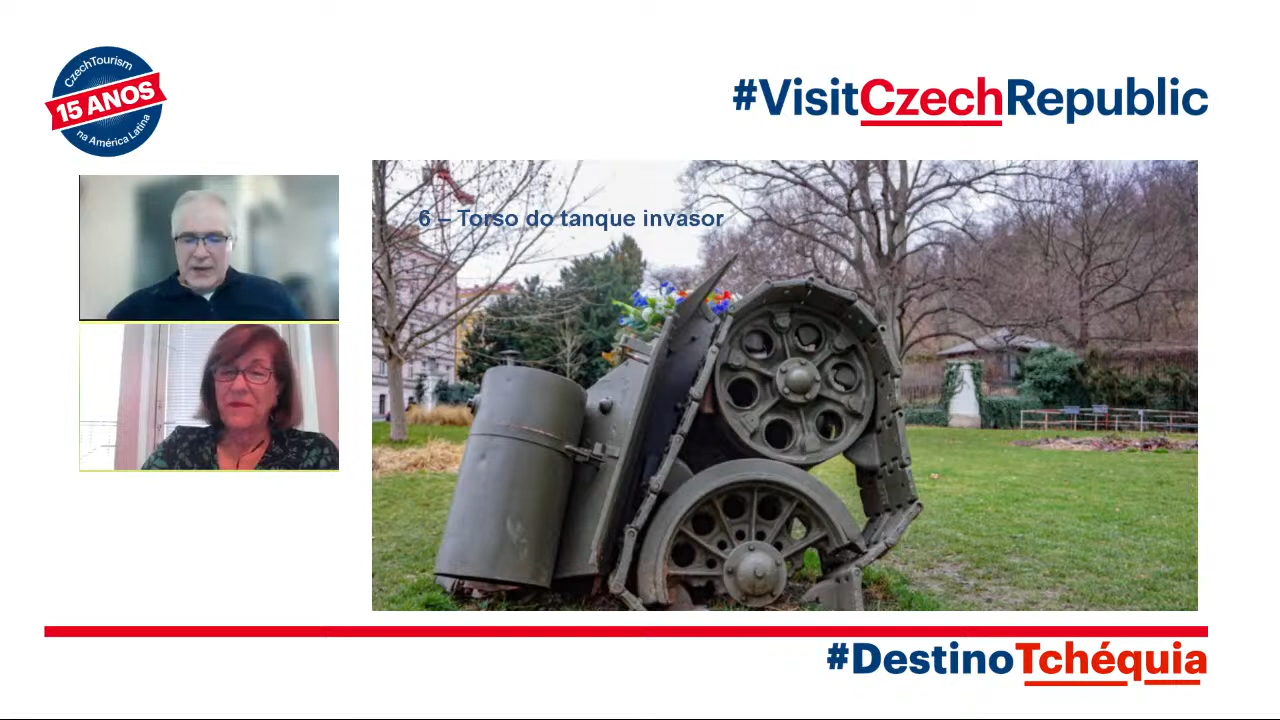 CzechTourism
15 ANOS
na América Latina
#VisitCzechRepublic
6 – Torso do tanque invasor
#DestinoTchéquia